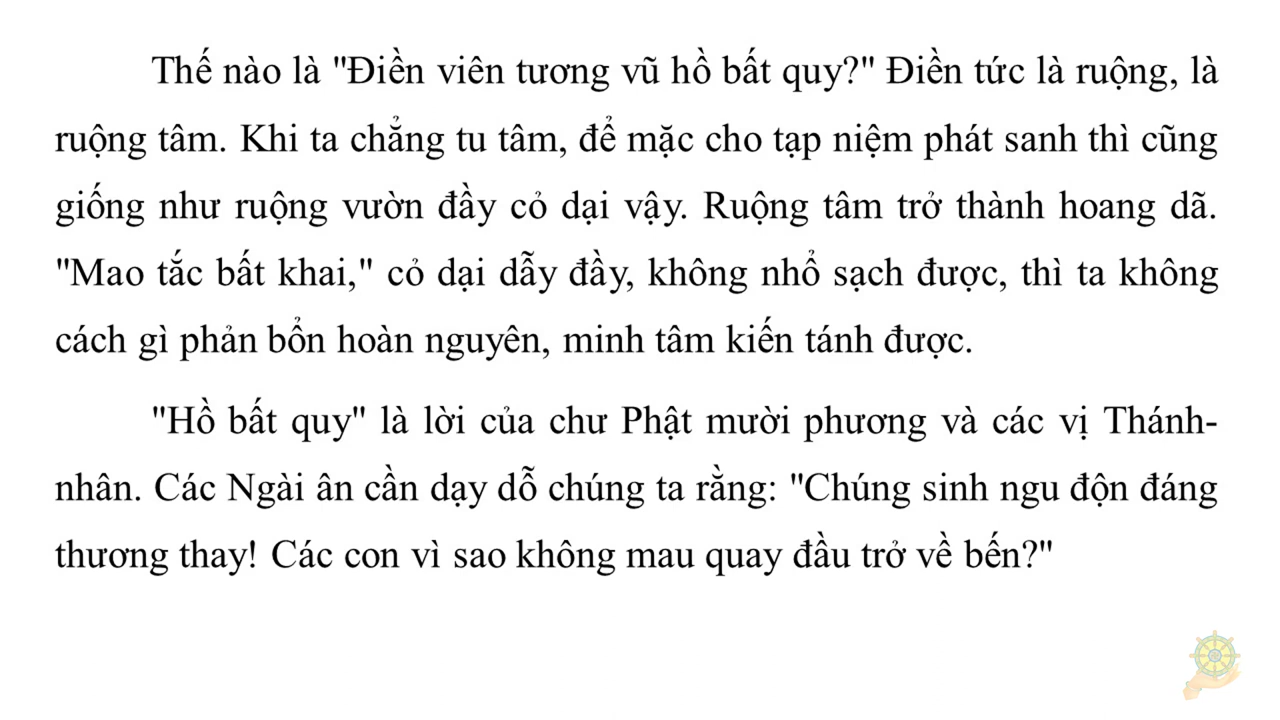 Thế nào là "Điền viên tương vũ hồ bất quy?" Điền tức là ruộng, là
ruộng tâm. Khi ta chẳng tu tâm, để mặc cho tạp niệm phát sanh thì cũng
giống như ruộng vườn đầy cỏ dại vậy. Ruộng tâm trở thành hoang dã.
"Mao tắc bất khai," cỏ dại dẫy đầy, không nhổ sạch được, thì ta không
cách gì phản bổn hoàn nguyên, minh tâm kiến tánh được.
"Hồ bất quy" là lời của chư Phật mười phương và các vị Thánh-
nhân. Các Ngài ân cần dạy dỗ chúng ta rằng: "Chúng sinh ngu độn đáng
thương thay! Các con vì sao không mau quay đầu trở về bến?"